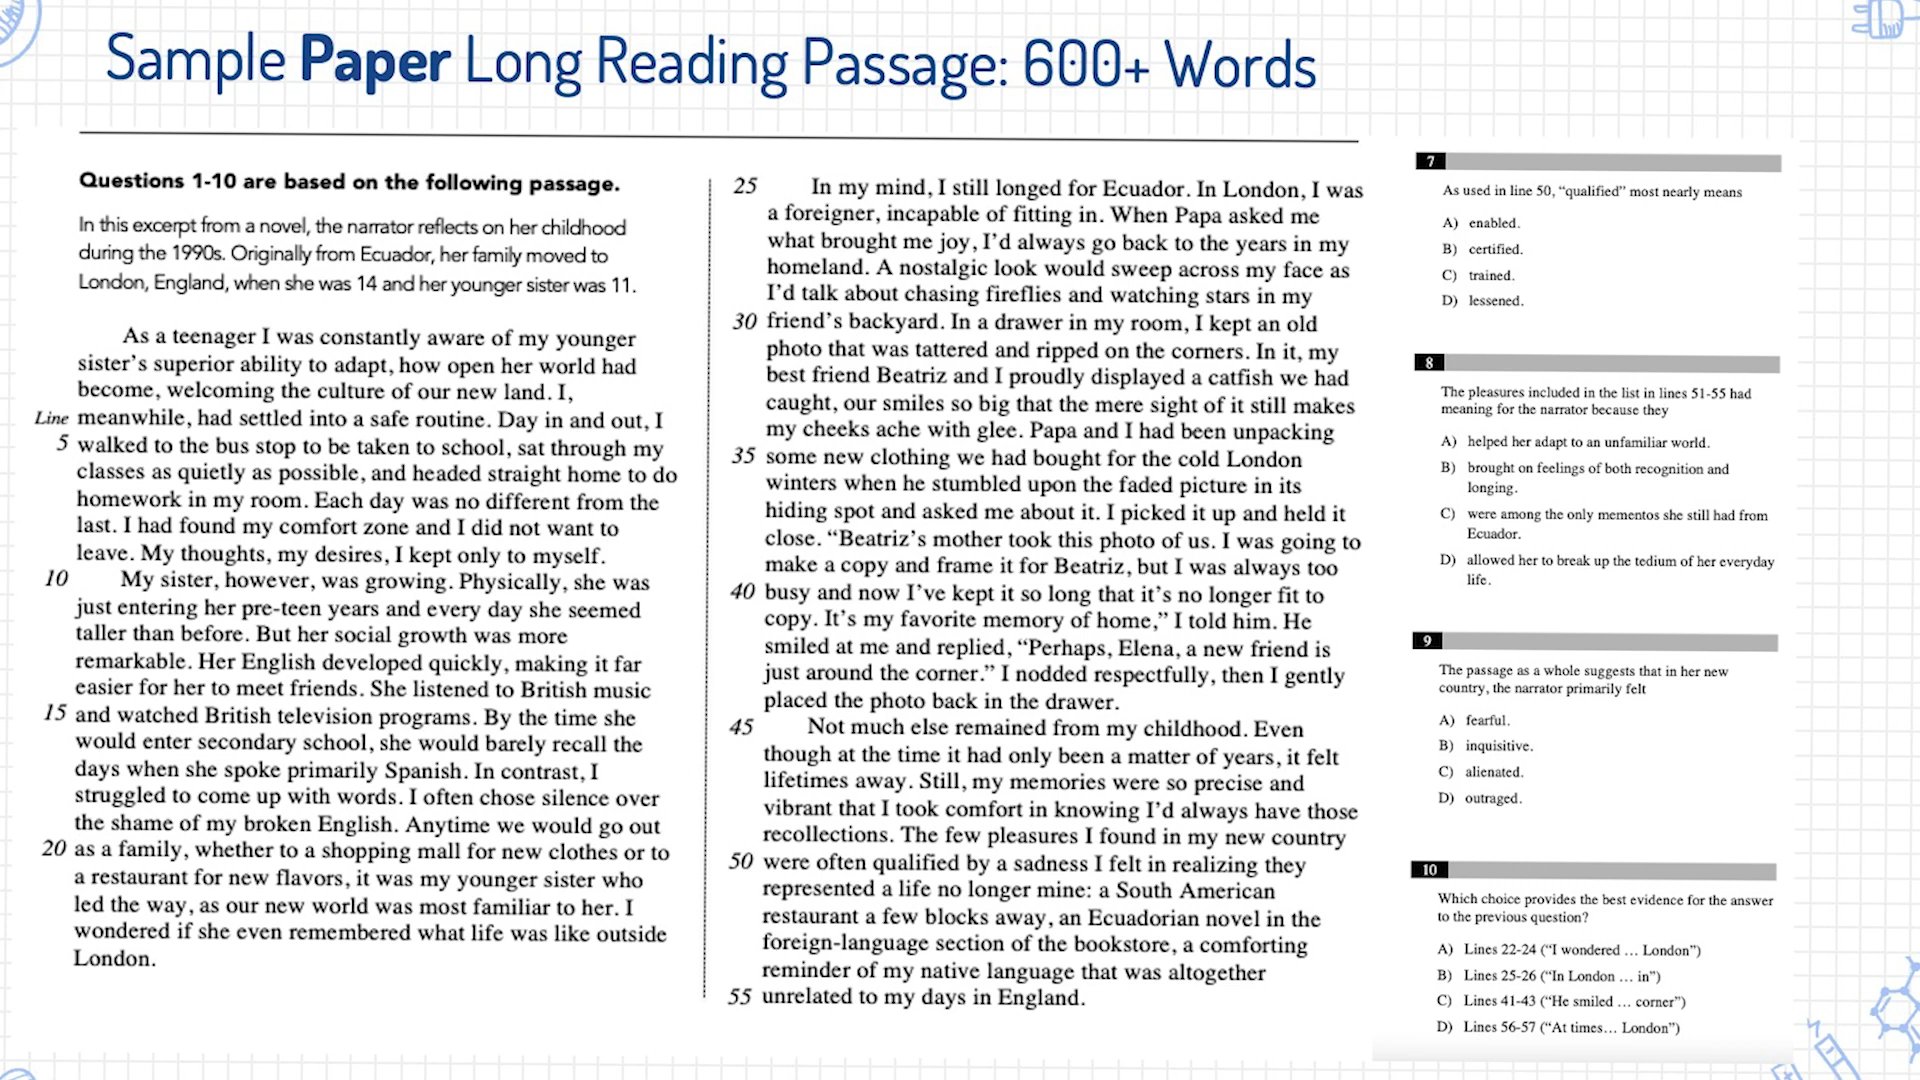 Sample Paper Long Reading Passage: 600+ Words
Questions 1-10 are based on the following passage.
In this excerpt from a novel, the narrator reflects on her childhood
during the 1990s. Originally from Ecuador, her family moved to
London, England, when she was 14 and her younger sister was 11.
As a teenager I was constantly aware of my younger
sister's superior ability to adapt, how open her world had
become, welcoming the culture of our new land. I,
Line meanwhile, had settled into a safe routine. Day in and out, I
5 walked to the bus stop to be taken to school, sat through my
classes as quietly as possible, and headed straight home to do
homework in my room. Each day was no different from the
last. I had found my comfort zone and I did not want to
leave. My thoughts, my desires, I kept only to myself.
10 My sister, however, was growing. Physically, she was
just entering her pre-teen years and every day she seemed
taller than before. But her social growth was more
remarkable. Her English developed quickly, making it far
easier for her to meet friends. She listened to British music
15 and watched British television programs. By the time she
would enter secondary school, she would barely recall the
days when she spoke primarily Spanish. In contrast, I
struggled to come up with words. I often chose silence over
the shame of my broken English. Anytime we would go out
20 as a family, whether to a shopping mall for new clothes or to
a restaurant for new flavors, it was my younger sister who
led the way, as our new world was most familiar to her. I
wondered if she even remembered what life was like outside
London.
25 In my mind, I still longed for Ecuador. In London, I was
a foreigner, incapable of fitting in. When Papa asked me
what brought me joy, I'd always go back to the years in my
homeland. A nostalgic look would sweep across my face as
I'd talk about chasing fireflies and watching stars in my
30 friend's backyard. In a drawer in my room, I kept an old
photo that was tattered and ripped on the corners. In it, my
best friend Beatriz and I proudly displayed a catfish we had
caught, our smiles so big that the mere sight of it still makes
my cheeks ache with glee. Papa and I had been unpacking
35 some new clothing we had bought for the cold London
winters when he stumbled upon the faded picture in its
hiding spot and asked me about it. I picked it up and held it
close. “Beatriz's mother took this photo of us. I was going to
make a copy and frame it for Beatriz, but I was always too
40 busy and now I've kept it so long that it's no longer fit to
copy. It's my favorite memory of home,” I told him. He
smiled at me and replied, “Perhaps, Elena, a new friend is
just around the corner.” I nodded respectfully, then I gently
placed the photo back in the drawer.
45 Not much else remained from my childhood. Even
though at the time it had only been a matter of years, it felt
lifetimes away. Still, my memories were so precise and
vibrant that I took comfort in knowing I'd always have those
recollections. The few pleasures I found in my new country
50 were often qualified by a sadness I felt in realizing they
represented a life no longer mine: a South American
restaurant a few blocks away, an Ecuadorian novel in the
foreign-language section of the bookstore, a comforting
reminder of my native language that was altogether
55 unrelated to my days in England.
7
As used in line 50, “qualified” most nearly means
A) enabled.
B) certified.
C) trained.
D) lessened.
8
The pleasures included in the list in lines 51-55 had
meaning for the narrator because they
A) helped her adapt to an unfamiliar world.
B) brought on feelings of both recognition and
longing.
C) were among the only mementos she still had from
Ecuador.
D) allowed her to break up the tedium of her everyday
life.
9
The passage as a whole suggests that in her new
country, the narrator primarily felt
A) fearful.
B) inquisitive.
C) alienated.
D) outraged.
10
Which choice provides the best evidence for the answer
to the previous question?
A) Lines 22-24 (“I wondered ... London”)
B) Lines 25-26 (“In London ... in”)
C) Lines 41-43 (“He smiled ... corner”)
D) Lines 56-57 (“At times... London”)